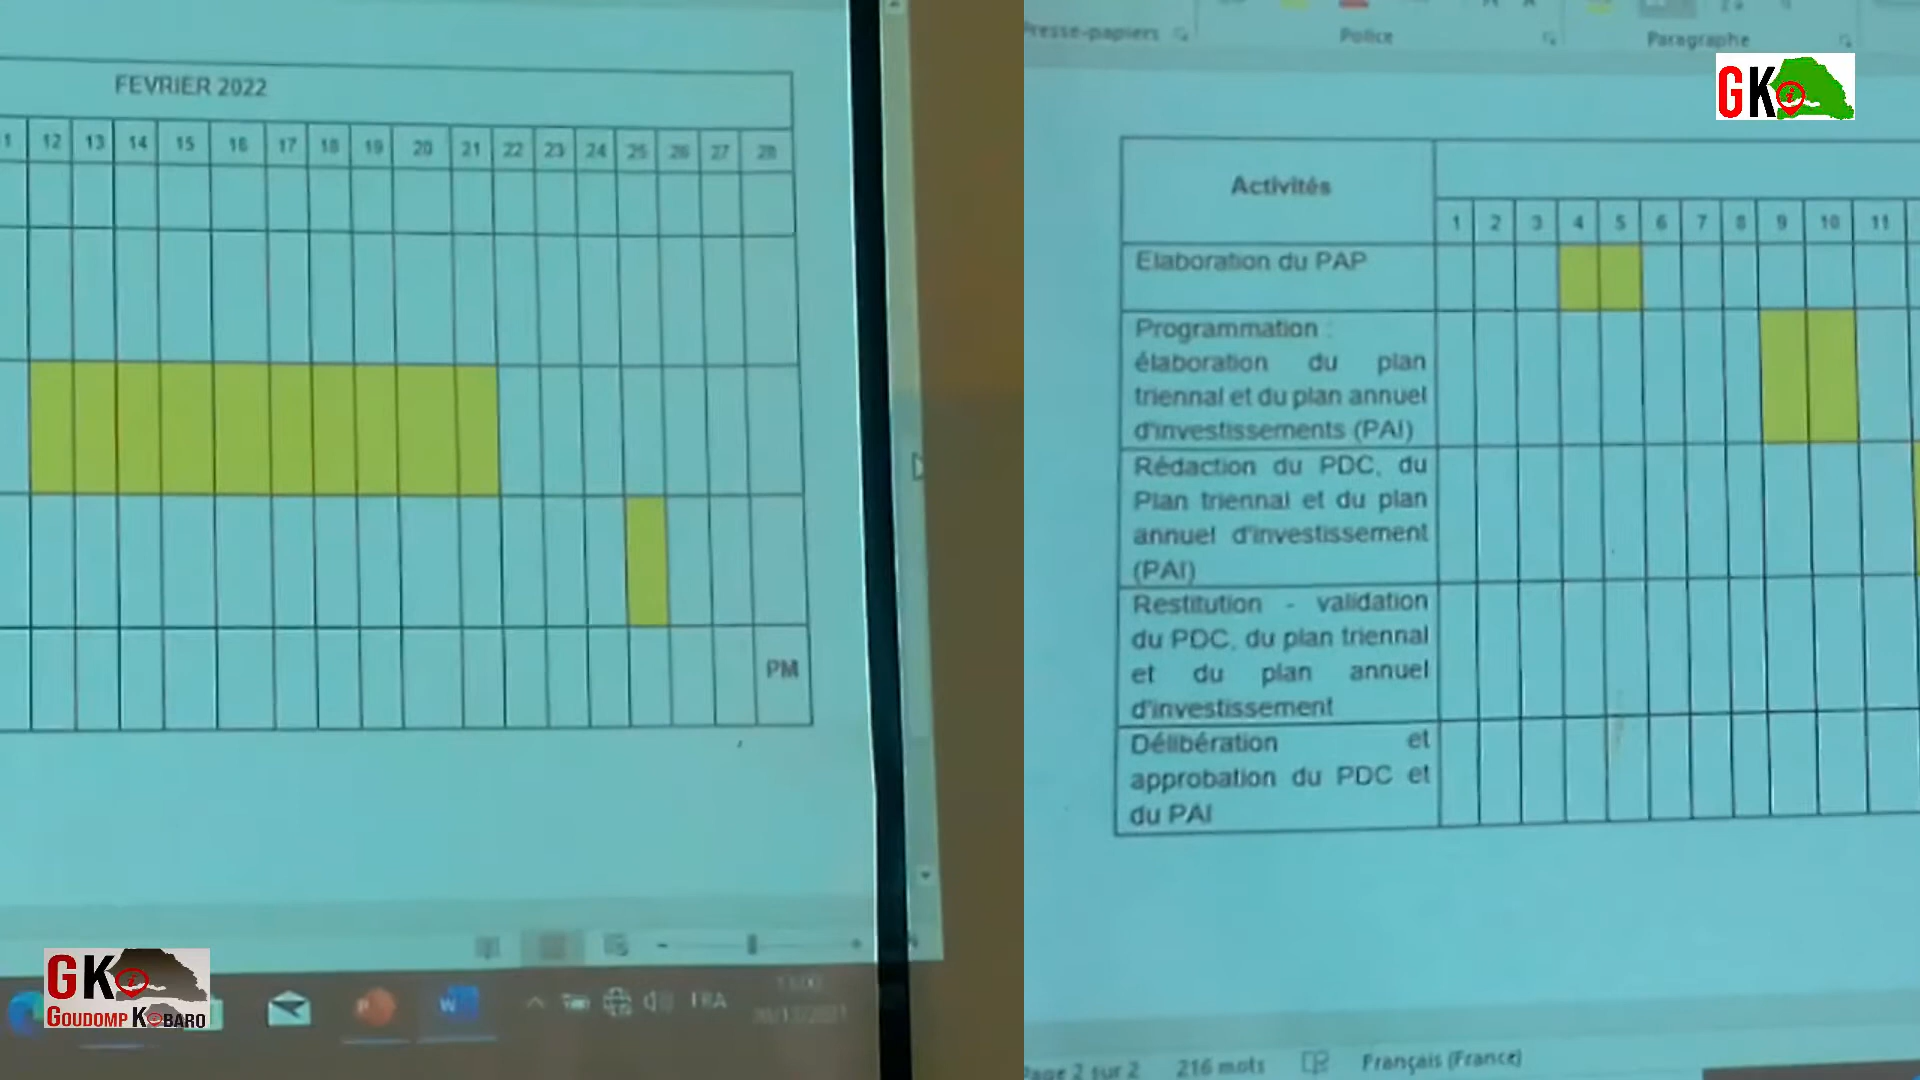 FEVRIER 2022
12 13 14 15 16 17 18 19 20 21 22 23 24 25 26 27 28
PM
FRA
GK
GOUDOMP KOBARO
Presse-papiers Police Paragraphe
GK
Activités
1 2 3 4 5 6 7 8 9 10 11
Elaboration du PAP
Programmation :
élaboration du plan
triennal et du plan annuel
d'investissements (PAI)
Rédaction du PDC, du
Plan triennal et du plan
annuel d'investissement
(PAI)
Restitution - validation
du PDC, du plan triennal
et du plan annuel
d'investissement
Délibération et
approbation du PDC et
du PAI
Page 2 sur 2 216 mots Français (France)